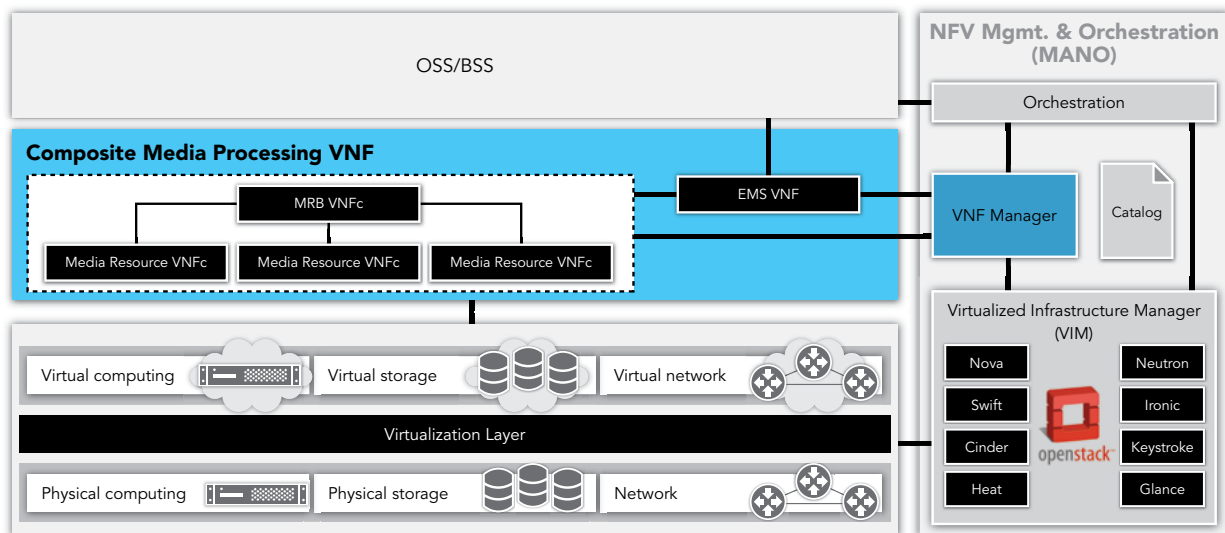 OSS/BSS
NFV Mgmt. & Orchestration
(MANO)
Orchestration
Composite Media Processing VNF
MRB VNFc
EMS VNF
Media Resource VNFc
Media Resource VNFc
Media Resource VNFc
VNF Manager
Catalog
Virtualized Infrastructure Manager
(VIM)
Nova
Neutron
Swift
Ironic
Cinder
Keystroke
Heat
Glance
openstack
Virtual computing
Virtual storage
Virtual network
Virtualization Layer
Physical computing
Physical storage
Network